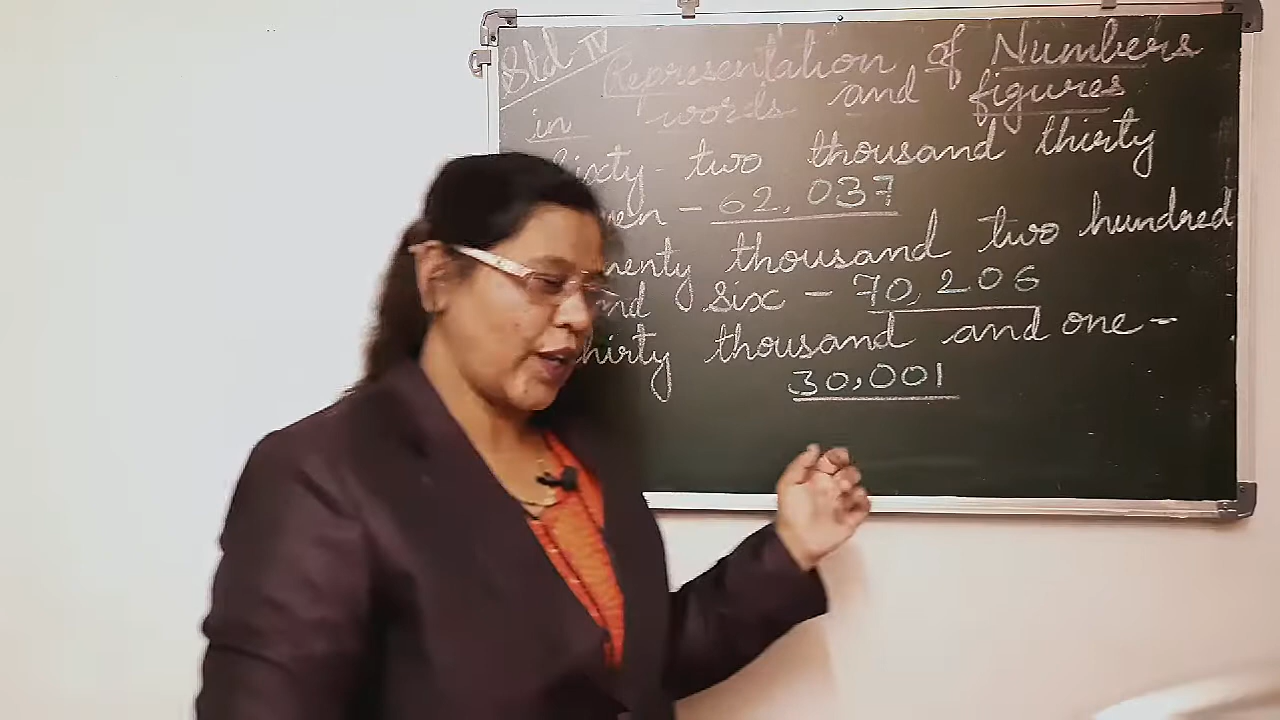 Std-IV Representation of Numbers
in words and figures
Sixty-two thousand thirty
- 62,037
thousand two hundred
six - 70,206
thousand and one -
30,001